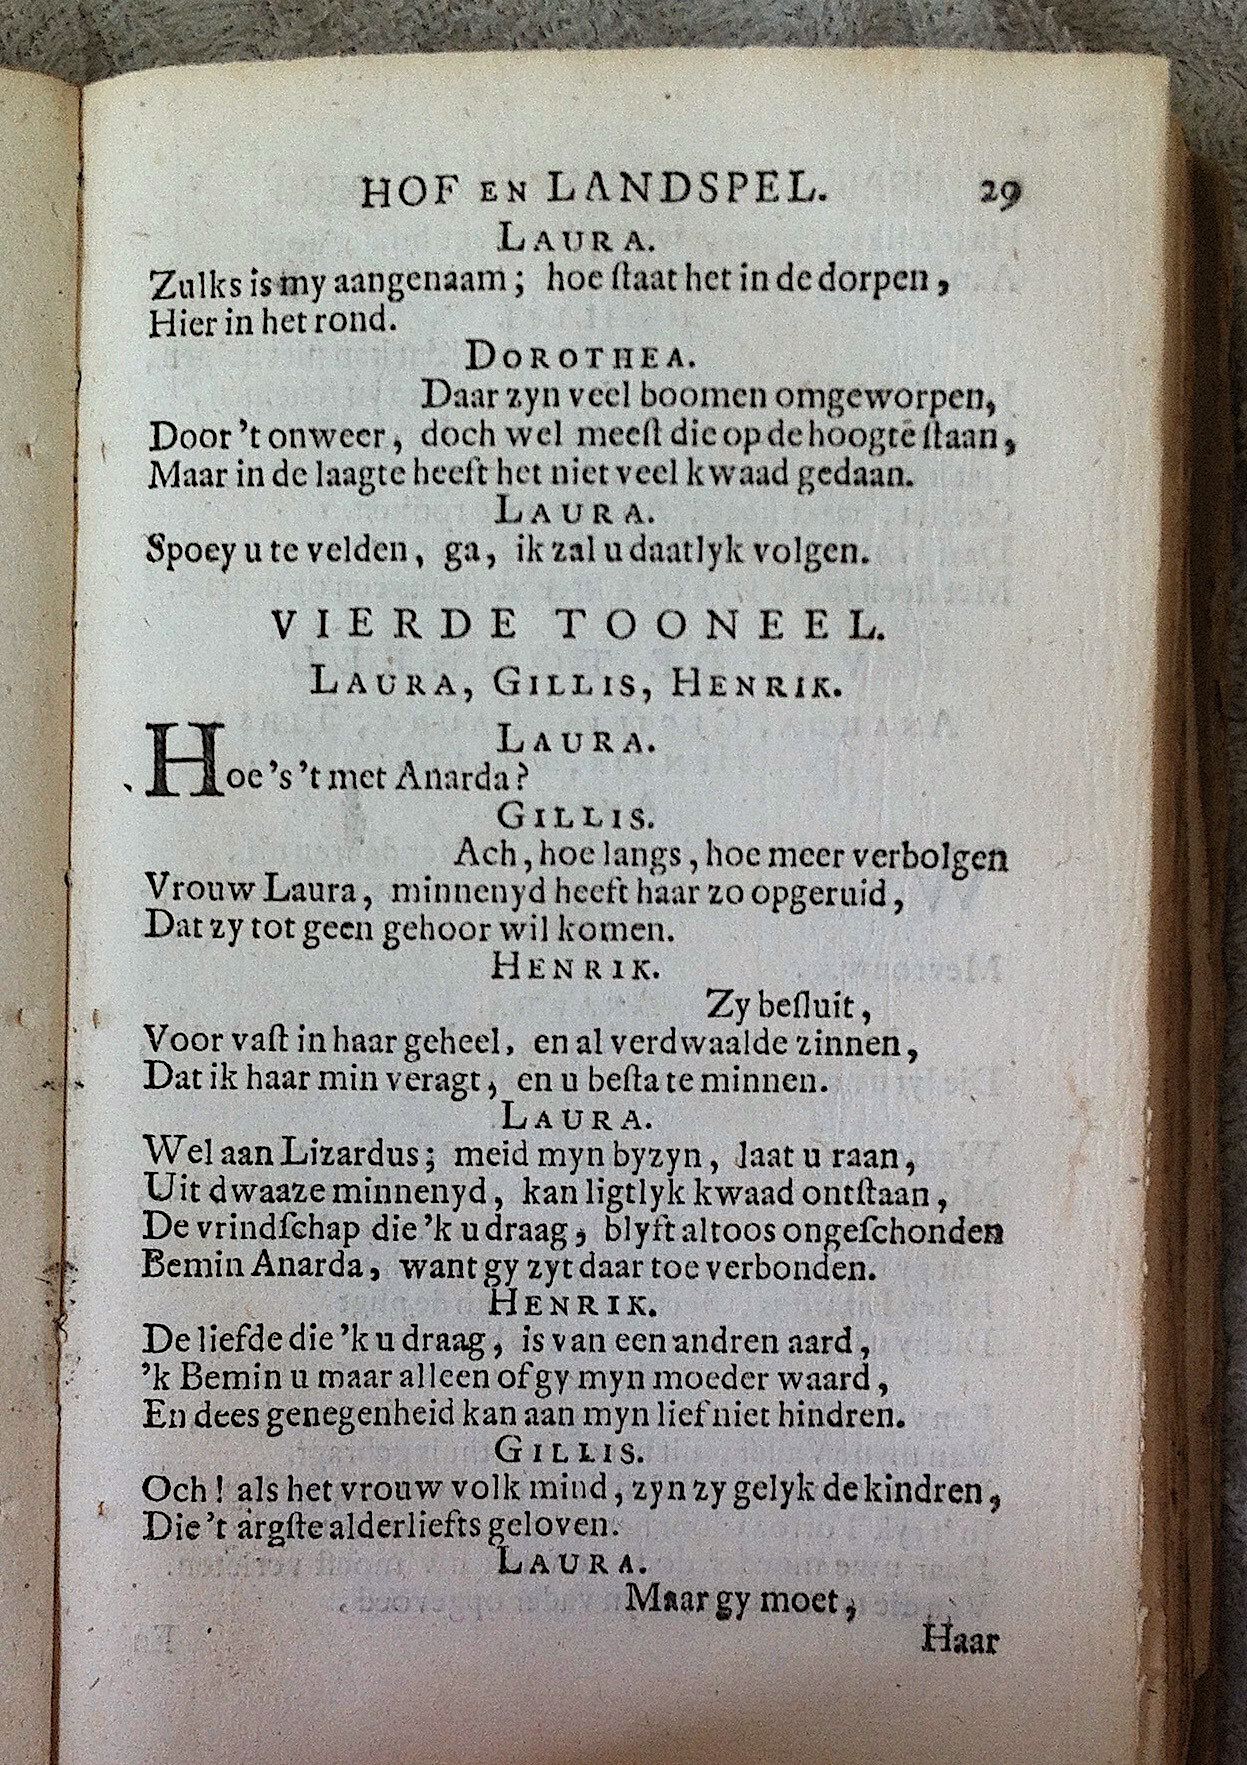 HOF EN LANDSPEL. 29
LAURA.
Zulks is my aangenaam; hoe ſtaat het in de dorpen,
Hier in het rond.
DOROTHEA.
Daar zyn veel boomen omgeworpen,
Door 't onweer, doch wel meeſt die op de hoogte ſtaan,
Maar in de laagte heeft het niet veel kwaad gedaan.
LAURA.
Spoey u te velden, ga, ik zal u daatlyk volgen.
VIERDE TOONEEL.
LAURA, GILLIS, HENRIK.
LAURA.
Hoe 's 't met Anarda?
GILLIS.
Ach, hoe langs, hoe meer verbolgen
Vrouw Laura, minnenyd heeft haar zo opgeruid,
Dat zy tot geen gehoor wil komen.
HENRIK.
Zy beſluit,
Voor vaſt in haar geheel, en al verdwaalde zinnen,
Dat ik haar min veragt, en u beſta te minnen.
LAURA.
Wel aan Lizardus; meid myn byzyn, laat u raan,
Uit dwaaze minnenyd, kan ligtlyk kwaad ontſtaan,
De vrindſchap die 'k u draag, blyft altoos ongeſchonden
Bemin Anarda, want gy zyt daar toe verbonden.
HENRIK.
De liefde die 'k u draag, is van een andren aard,
'k Bemin u maar alleen of gy myn moeder waard,
En dees genegenheid kan aan myn lief niet hindren.
GILLIS.
Och! als het vrouw volk mind, zyn zy gelyk de kindren,
Die 't argſte alderliefts geloven.
LAURA.
Maar gy moet,
Haar